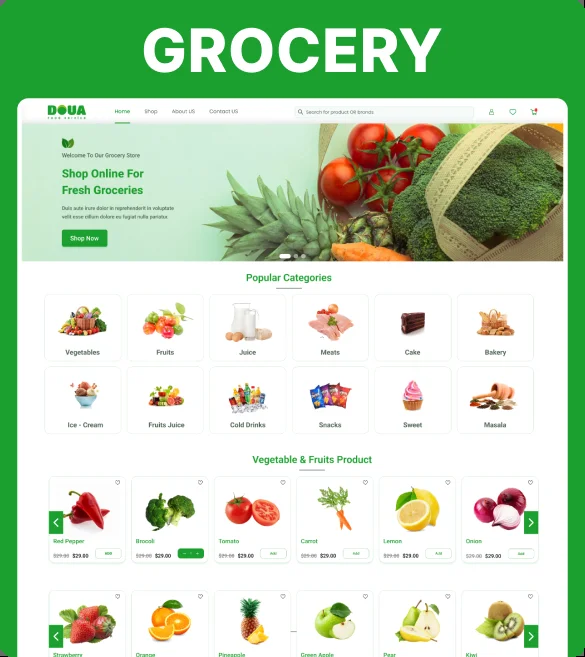 GROCERY
DOUA
Home Shop About US Contact US Search for product OR brands
Welcome To Our Grocery Store
Shop Online For
Fresh Groceries
Duis aute irure dolor in reprehenderit in voluptate
velit esse cillum dolore eu fugiat nulla pariatur.
Shop Now
Popular Categories
Vegetables Fruits Juice Meats Cake Bakery
Ice - Cream Fruits Juice Cold Drinks Snacks Sweet Masala
Vegetable & Fruits Product
Red Pepper Brocoli Tomato Carrot Lemon Onion
$29.00 $29.00 $29.00 $29.00 $29.00 $29.00 Add $29.00 $29.00 Add $29.00 $29.00 Add $29.00 $29.00 Add
Strawberry Orange Pineapple Green Apple Pear Kiwi